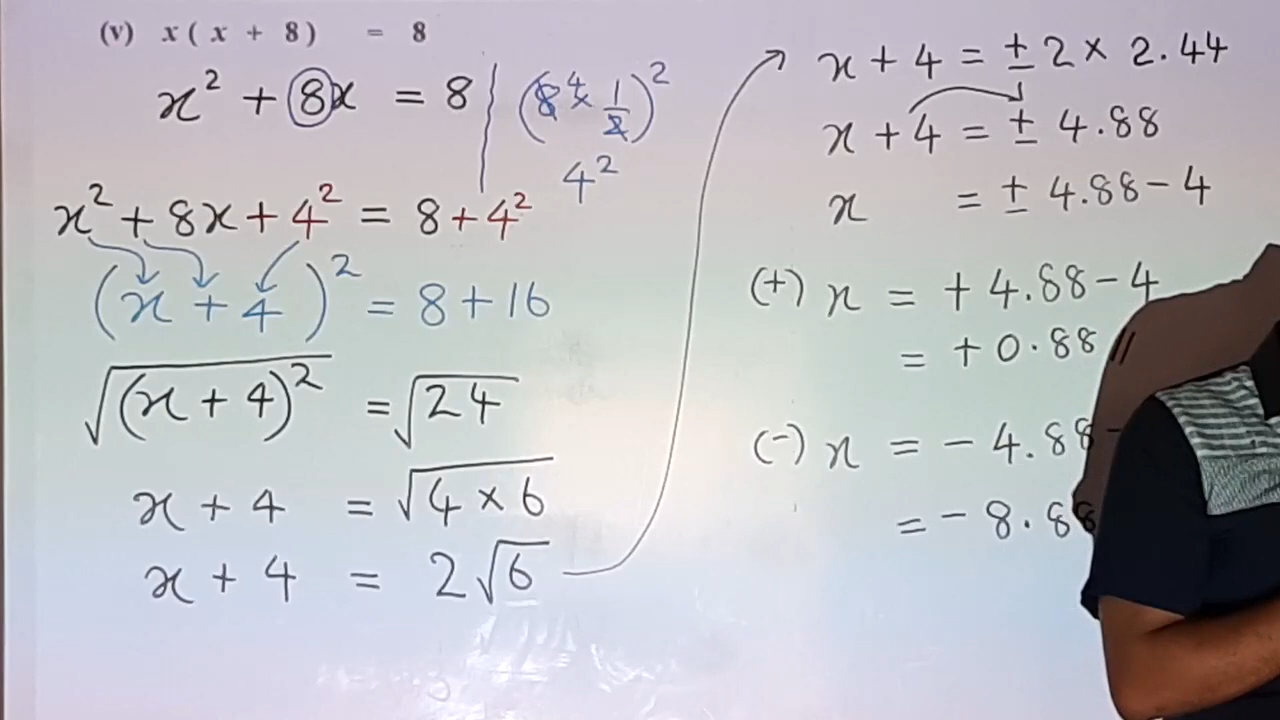 (v) x ( x + 8 ) = 8
x² + 8x = 8
(8⁴ × 1/2)²
4²
x² + 8x + 4² = 8 + 4²
(x + 4)² = 8 + 16
√(x + 4)² = √24
x + 4 = √4 × 6
x + 4 = 2√6
x + 4 = ± 2 × 2.44
x + 4 = ± 4.88
x = ± 4.88 - 4
(+) x = + 4.88 - 4
= + 0.88 //
(-) x = - 4.88 -
= - 8.88